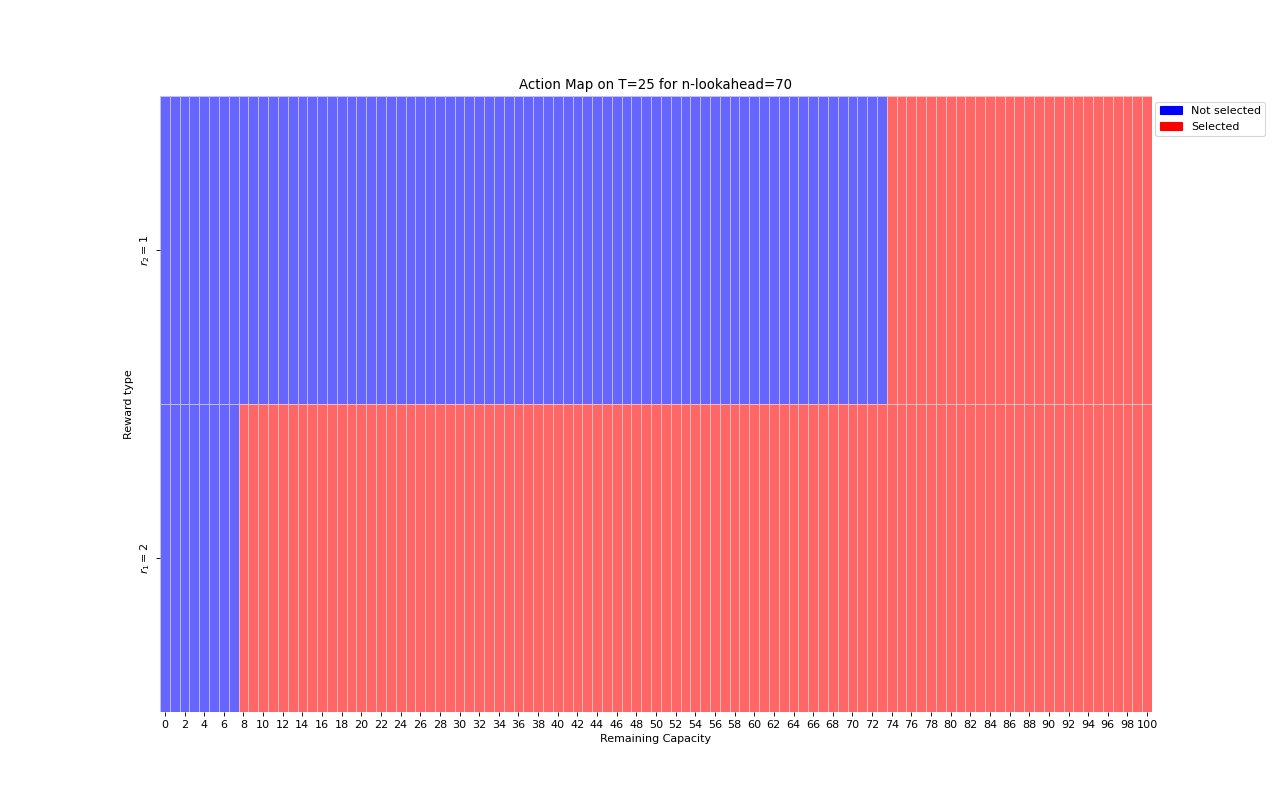 Action Map on T=25 for n-lookahead=70
Not selected
Selected
Reward type
r₂ = 1
r₁ = 2
0 2 4 6 8 10 12 14 16 18 20 22 24 26 28 30 32 34 36 38 40 42 44 46 48 50 52 54 56 58 60 62 64 66 68 70 72 74 76 78 80 82 84 86 88 90 92 94 96 98 100
Remaining Capacity